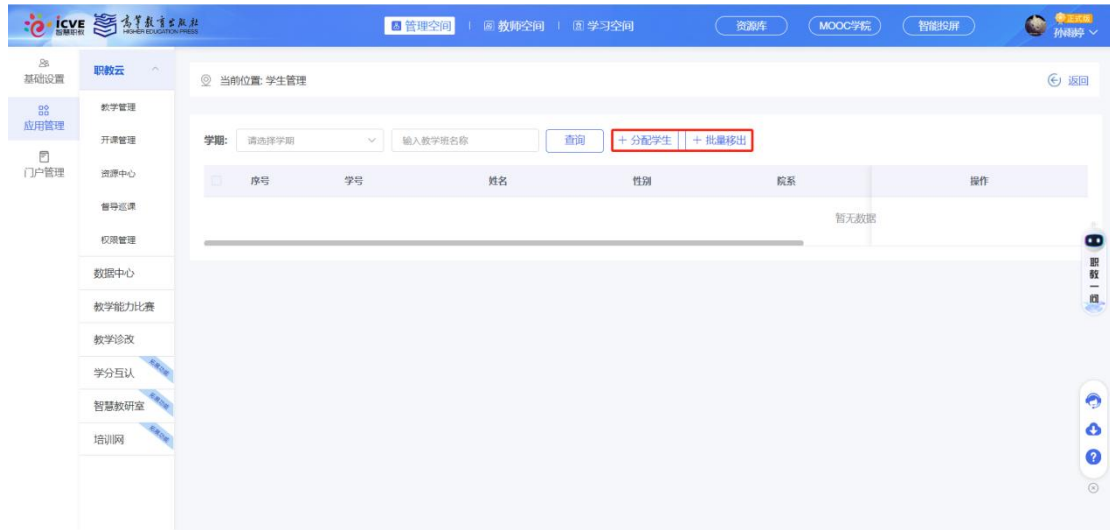 icve 智慧职教 高等教育出版社 HIGHER EDUCATION PRESS 管理空间 教师空间 学习空间 资源库 MOOC学院 智能投屏 正式版
基础设置
应用管理
门户管理
职教云
教学管理
开课管理
资源中心
督导巡课
权限管理
数据中心
教学能力比赛
教学诊改
学分互认
智慧教研室
培训网
当前位置: 学生管理 返回
学期: 请选择学期 输入教学班名称 查询 + 分配学生 + 批量移出
序号 学号 姓名 性别 院系 操作
暂无数据
职教一问